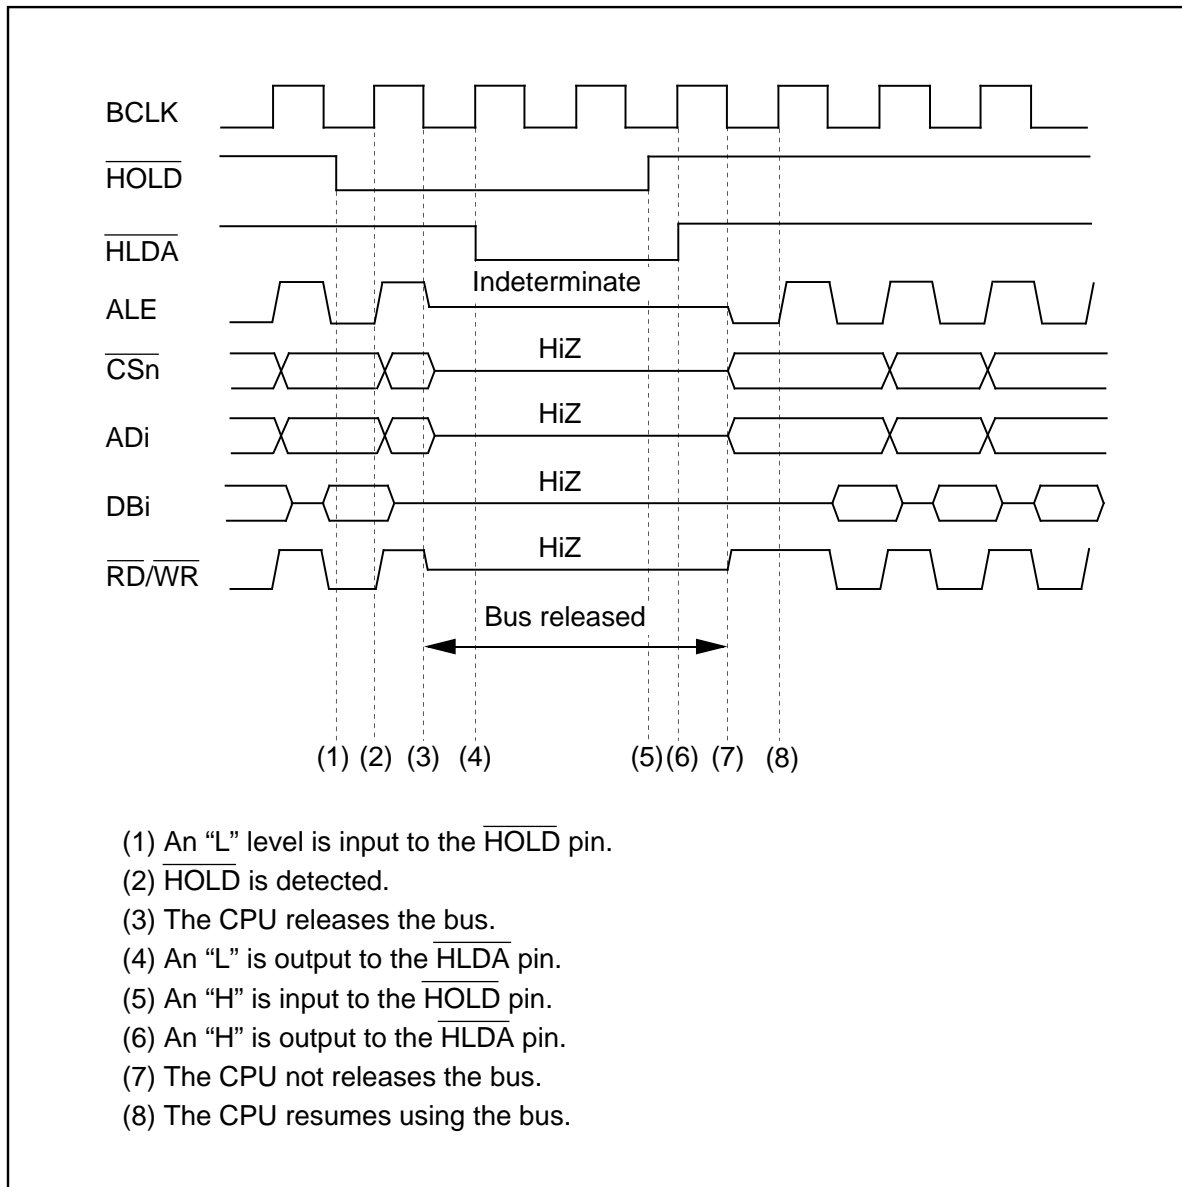 BCLK
HOLD
HLDA
Indeterminate
ALE
HiZ
CSn
HiZ
ADi
HiZ
DBi
HiZ
RD/WR
Bus released
(1) (2) (3) (4) (5) (6) (7) (8)
(1) An “L” level is input to the HOLD pin.
(2) HOLD is detected.
(3) The CPU releases the bus.
(4) An “L” is output to the HLDA pin.
(5) An “H” is input to the HOLD pin.
(6) An “H” is output to the HLDA pin.
(7) The CPU not releases the bus.
(8) The CPU resumes using the bus.